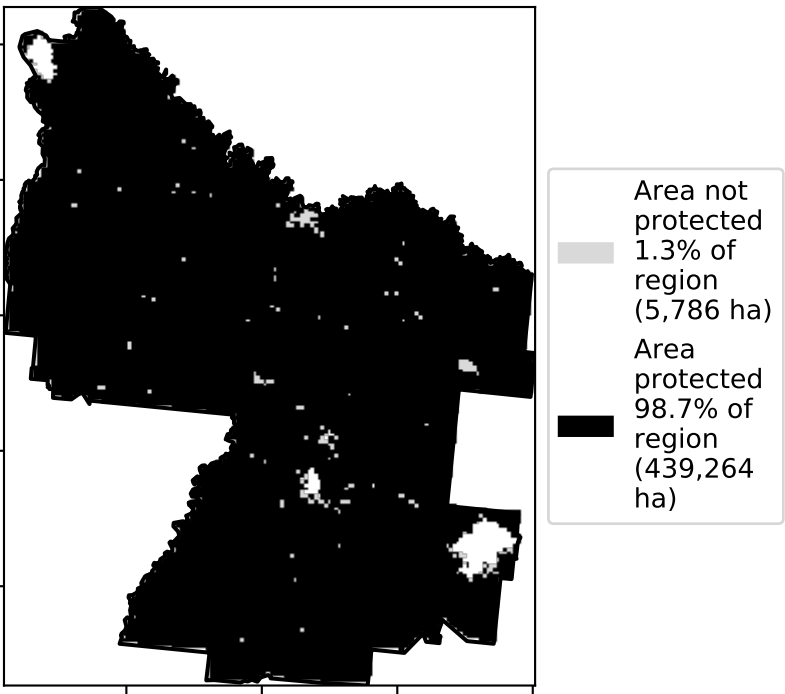 Area not
protected
1.3% of
region
(5,786 ha)
Area
protected
98.7% of
region
(439,264
ha)